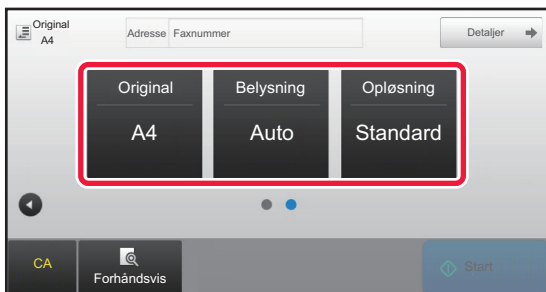 Original
A4
Adresse Faxnummer
Detaljer
Original
A4
Belysning
Auto
Opløsning
Standard
CA
Forhåndsvis
Start